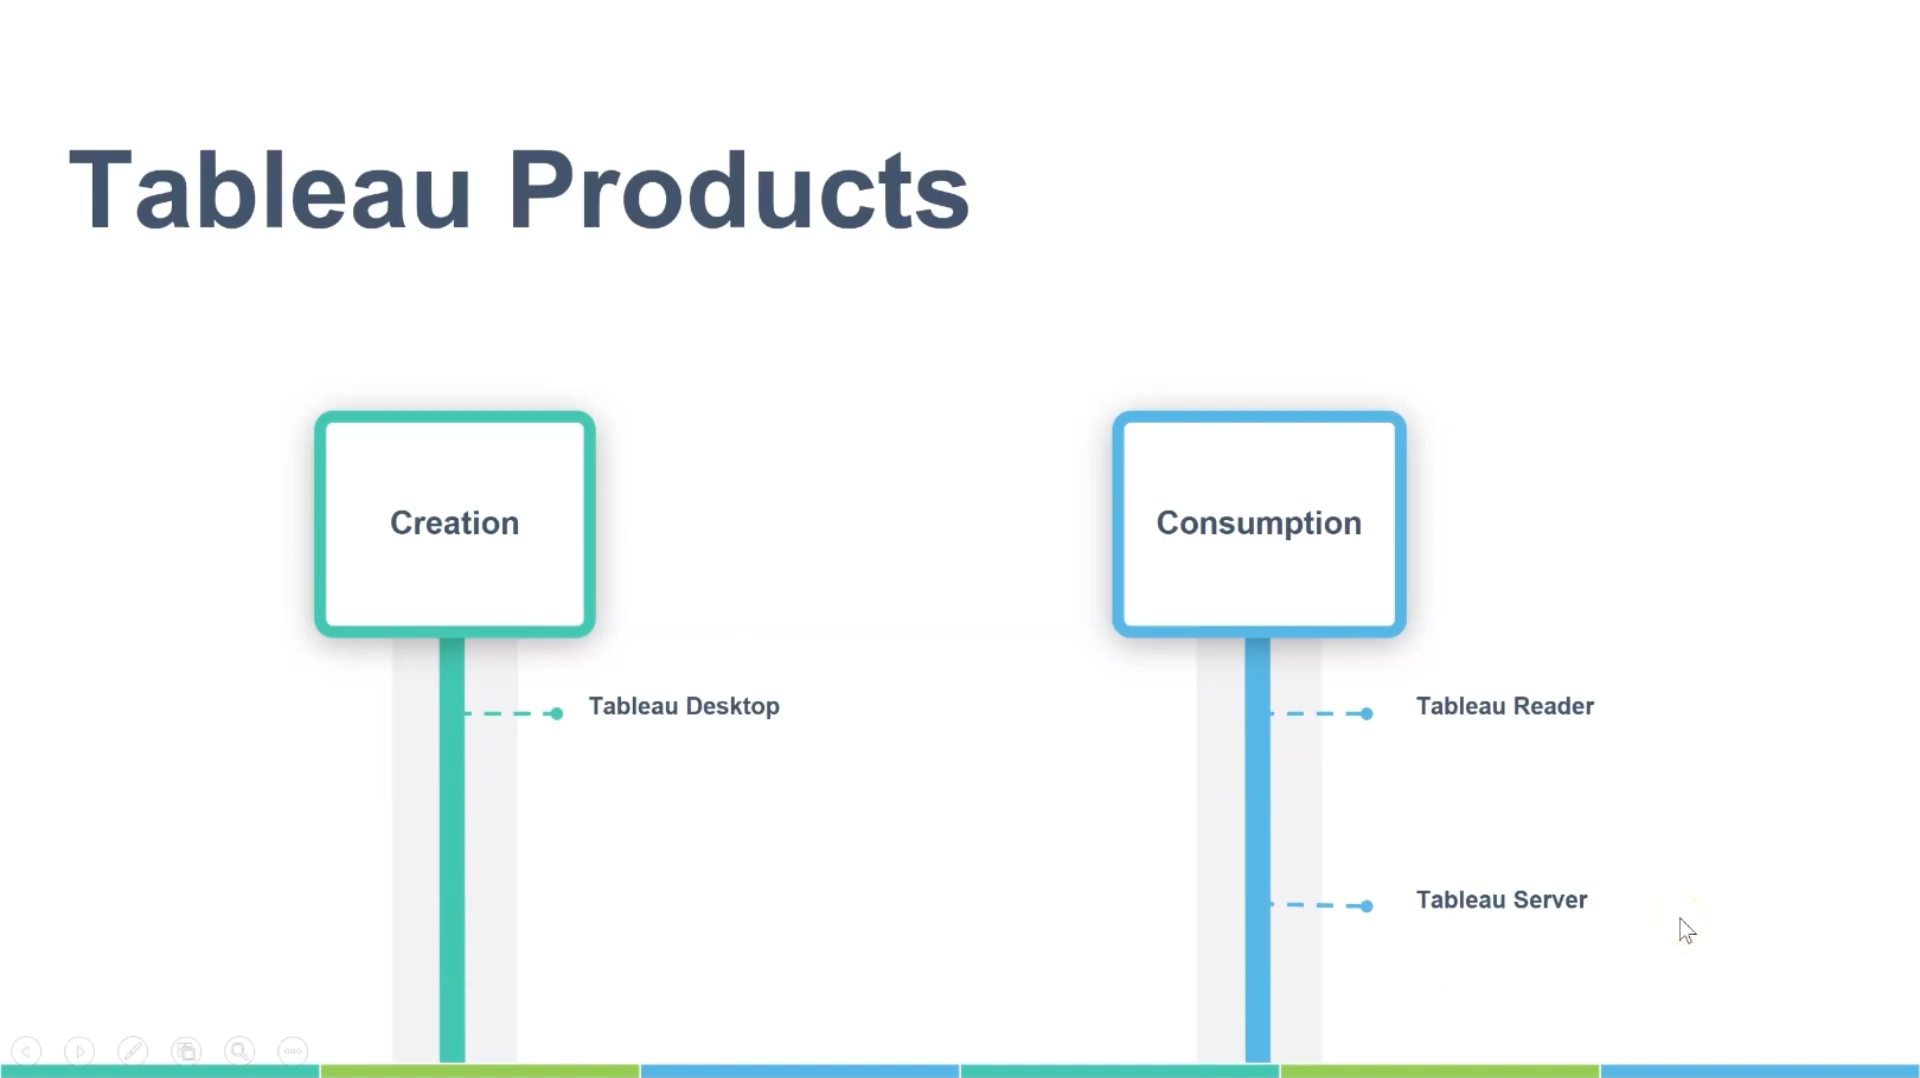 Tableau Products
Creation
Consumption
Tableau Desktop
Tableau Reader
Tableau Server